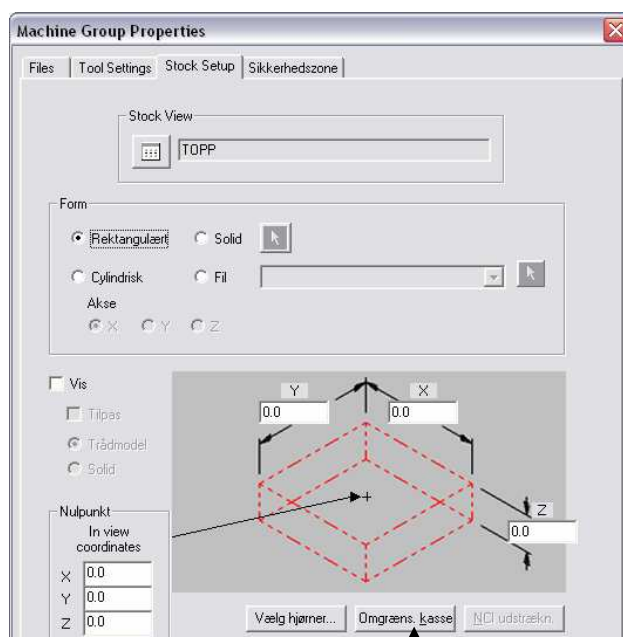 Machine Group Properties
Files Tool Settings Stock Setup Sikkerhedszone
Stock View
TOPP
Form
Rektangulært Solid
Cylindrisk Fil
Akse
X Y Z
Vis
Tilpas
Trådmodel
Solid
Y X
0.0 0.0
Z
0.0
Nulpunkt
In view
coordinates
X 0.0
Y 0.0
Z 0.0
Vælg hjørner... Omgræns. kasse NCI udstrækn.